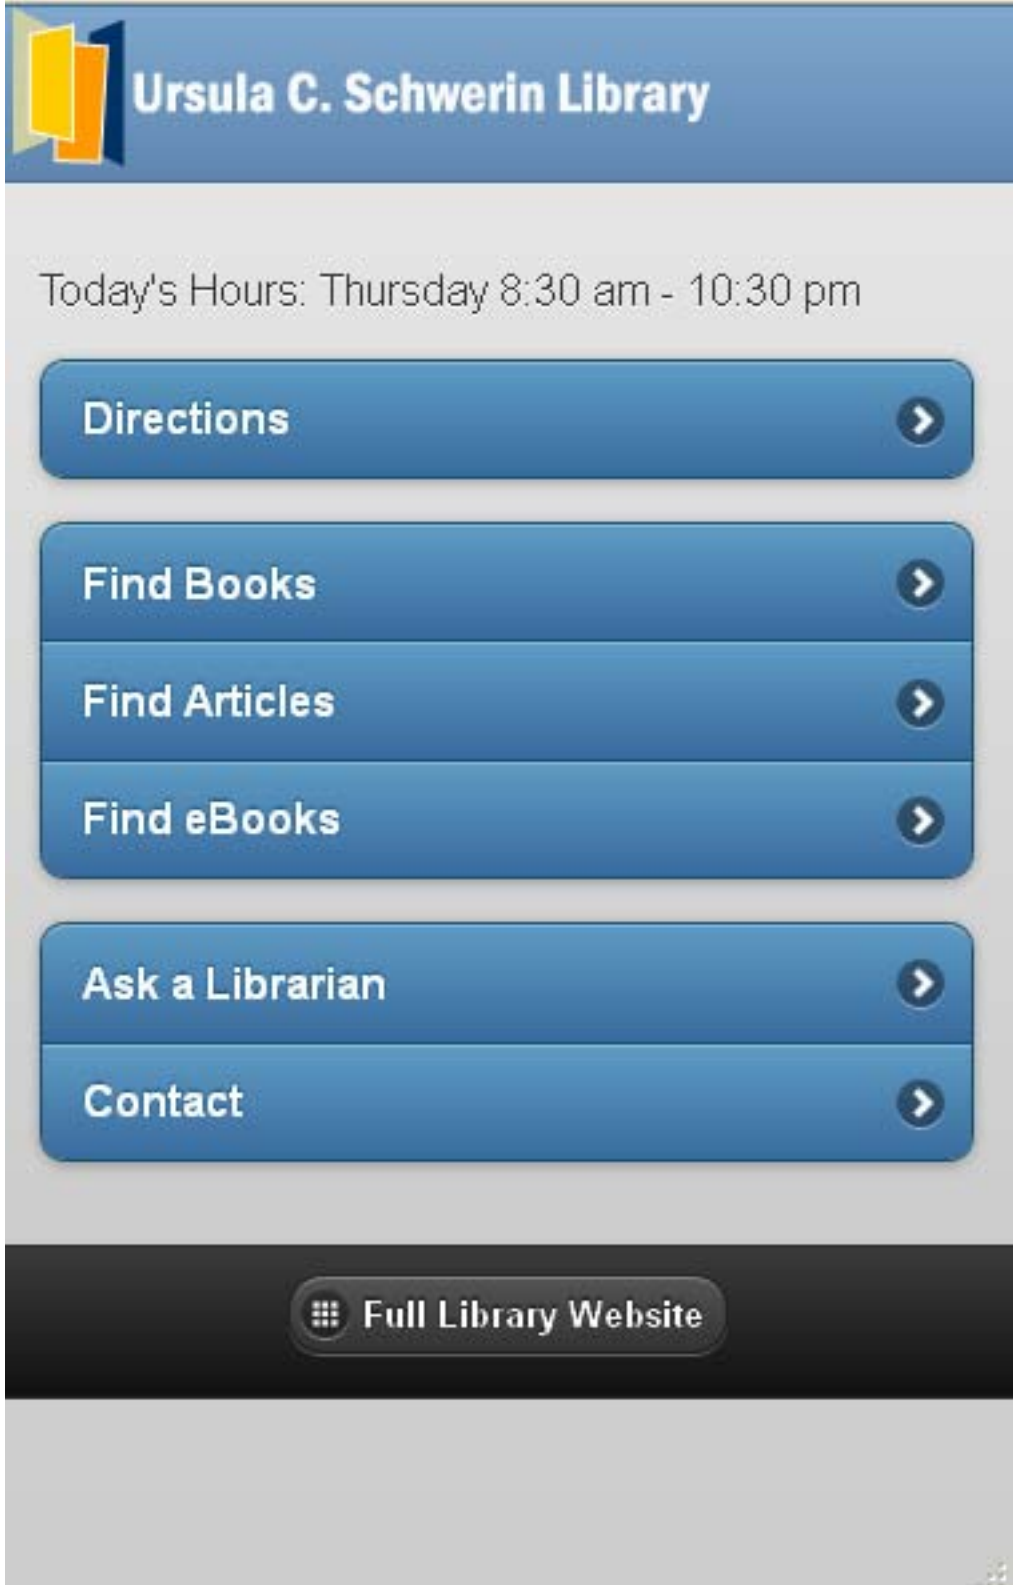 Ursula C. Schwerin Library
Today's Hours: Thursday 8:30 am - 10:30 pm
Directions
Find Books
Find Articles
Find eBooks
Ask a Librarian
Contact
Full Library Website